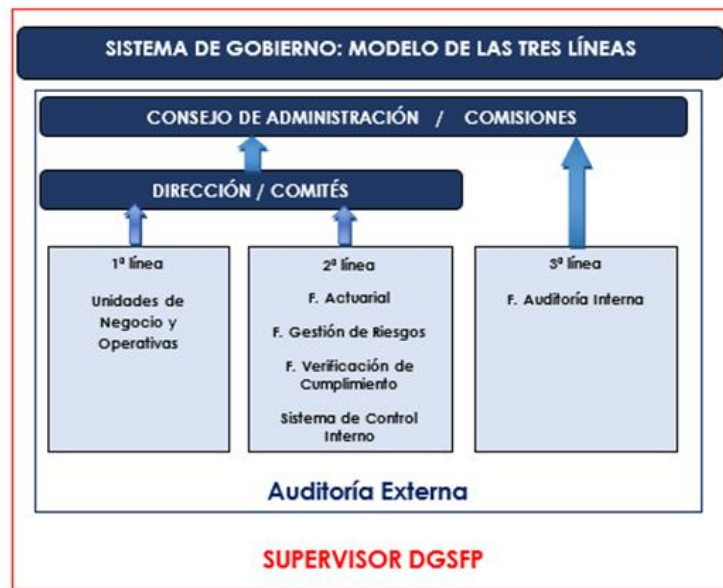 SISTEMA DE GOBIERNO: MODELO DE LAS TRES LÍNEAS
CONSEJO DE ADMINISTRACIÓN / COMISIONES
DIRECCIÓN / COMITÉS
1ª línea
Unidades de
Negocio y
Operativas
2ª línea
F. Actuarial
F. Gestión de Riesgos
F. Verificación de
Cumplimiento
Sistema de Control
Interno
3ª línea
F. Auditoría Interna
Auditoría Externa
SUPERVISOR DGSFP